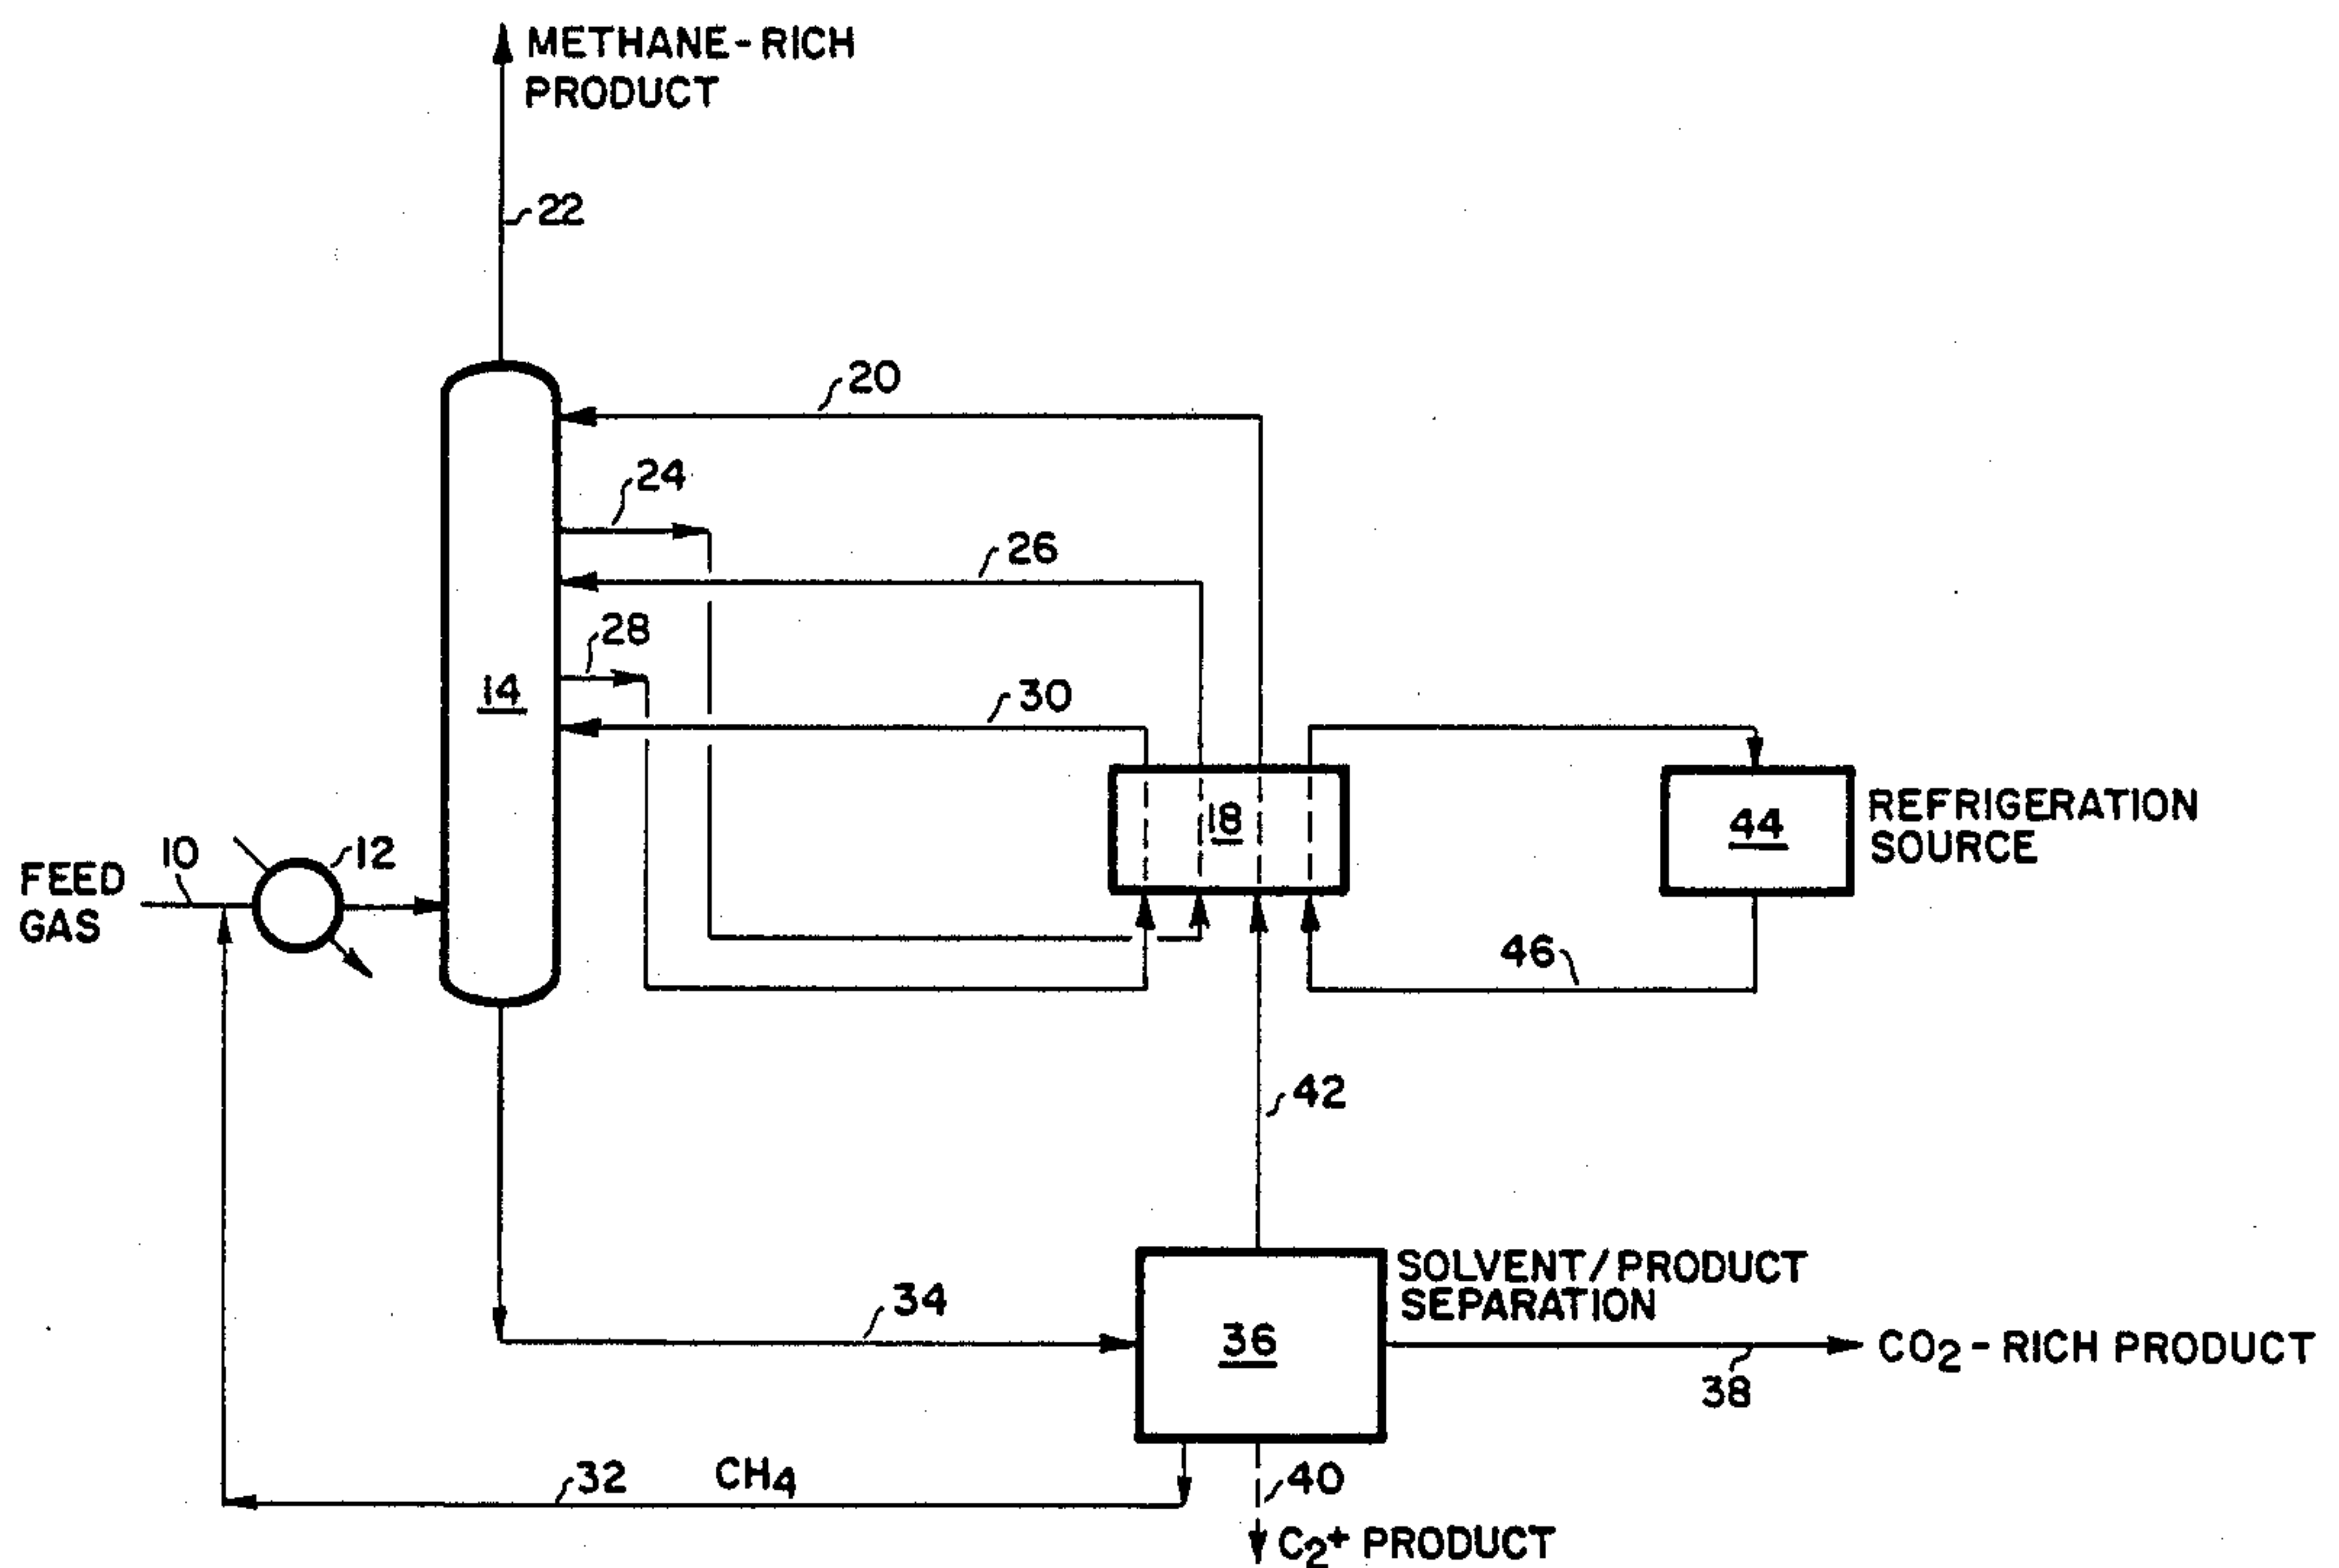 METHANE-RICH
PRODUCT
22
20
24
26
28
14
30
18
44
REFRIGERATION
SOURCE
10
12
FEED
GAS
46
42
34
SOLVENT/PRODUCT
SEPARATION
36
CO2-RICH PRODUCT
38
32
CH4
40
C2+ PRODUCT